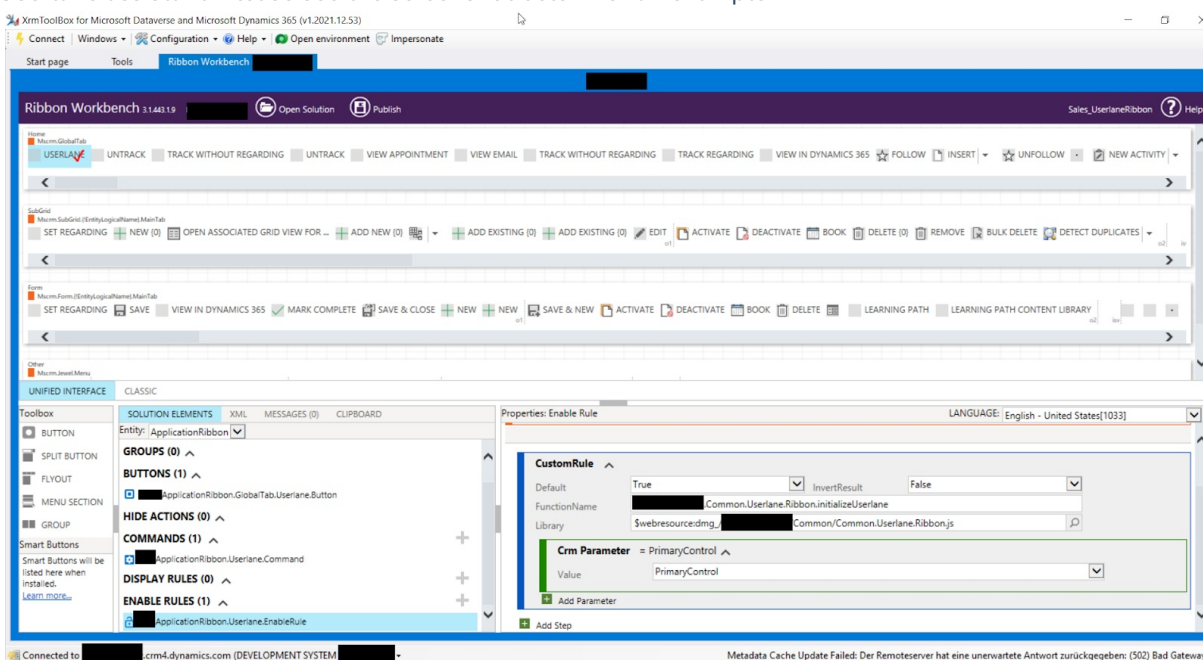 XrmToolBox for Microsoft Dataverse and Microsoft Dynamics 365 (v1.2021.12.53)
Connect Windows Configuration Help Open environment Impersonate
Start page Tools Ribbon Workbench
Ribbon Workbench 3.1.443.1.9 Open Solution Publish Sales_UserlaneRibbon Help
Home
Mscrm.GlobalTab
USERLANE UNTRACK TRACK WITHOUT REGARDING UNTRACK VIEW APPOINTMENT VIEW EMAIL TRACK WITHOUT REGARDING TRACK REGARDING VIEW IN DYNAMICS 365 FOLLOW INSERT UNFOLLOW NEW ACTIVITY
SubGrid
Mscrm.SubGrid.{!EntityLogicalName}.MainTab
SET REGARDING NEW {0} OPEN ASSOCIATED GRID VIEW FOR ... ADD NEW {0} ADD EXISTING {0} ADD EXISTING {0} EDIT ACTIVATE DEACTIVATE BOOK DELETE {0} REMOVE BULK DELETE DETECT DUPLICATES
Form
Mscrm.Form.{!EntityLogicalName}.MainTab
SET REGARDING SAVE VIEW IN DYNAMICS 365 MARK COMPLETE SAVE & CLOSE NEW NEW SAVE & NEW ACTIVATE DEACTIVATE BOOK DELETE LEARNING PATH LEARNING PATH CONTENT LIBRARY
Other
Mscrm.Jewel.Menu
UNIFIED INTERFACE CLASSIC
Toolbox SOLUTION ELEMENTS XML MESSAGES (0) CLIPBOARD Properties: Enable Rule LANGUAGE: English - United States[1033]
BUTTON
SPLIT BUTTON
FLYOUT
MENU SECTION
GROUP
Smart Buttons
Smart Buttons will be
listed here when
installed.
Learn more...
Entity: ApplicationRibbon
GROUPS (0)
BUTTONS (1)
ApplicationRibbon.GlobalTab.Userlane.Button
HIDE ACTIONS (0)
COMMANDS (1)
ApplicationRibbon.Userlane.Command
DISPLAY RULES (0)
ENABLE RULES (1)
ApplicationRibbon.Userlane.EnableRule
CustomRule
Default True InvertResult False
FunctionName .Common.Userlane.Ribbon.initializeUserlane
Library $webresource:dmg_/ Common/Common.Userlane.Ribbon.js
Crm Parameter = PrimaryControl
Value PrimaryControl
Add Parameter
Add Step
Connected to .crm4.dynamics.com (DEVELOPMENT SYSTEM Metadata Cache Update Failed: Der Remoteserver hat eine unerwartete Antwort zurückgegeben: (502) Bad Gateway